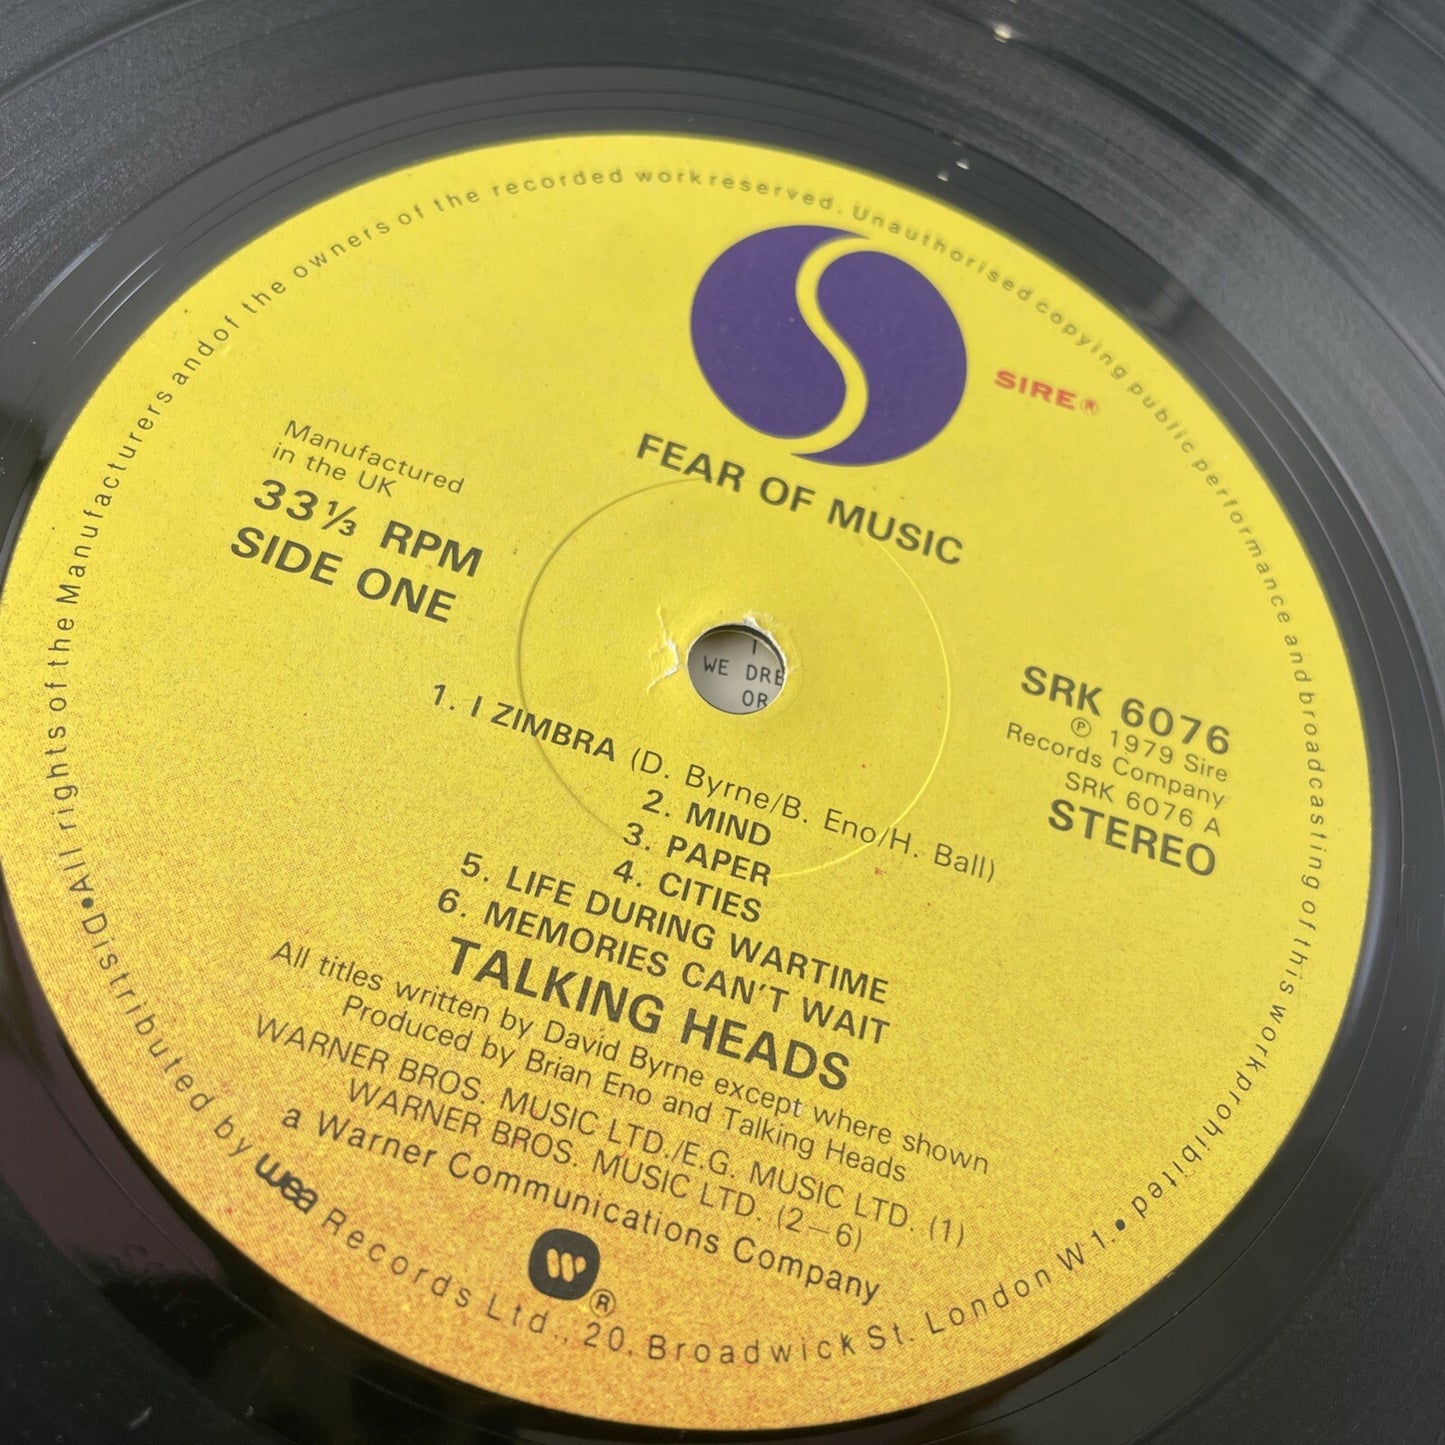 All rights of the Manufacturers and of the owners of the recorded work reserved. Unauthorised copying public performance and broadcasting of this work prohibited
SIRE®
FEAR OF MUSIC
Manufactured
in the UK
33⅓ RPM
SIDE ONE
WE DRE
OR
SRK 6076
℗ 1979 Sire
Records Company
SRK 6076 A
STEREO
1. I ZIMBRA (D. Byrne/B. Eno/H. Ball)
2. MIND
3. PAPER
4. CITIES
5. LIFE DURING WARTIME
6. MEMORIES CAN'T WAIT
TALKING HEADS
All titles written by David Byrne except where shown
Produced by Brian Eno and Talking Heads
WARNER BROS. MUSIC LTD./E.G. MUSIC LTD. (1)
WARNER BROS. MUSIC LTD. (2–6)
a Warner Communications Company
®
•Distributed by wea Records Ltd., 20. Broadwick St. London W 1.•